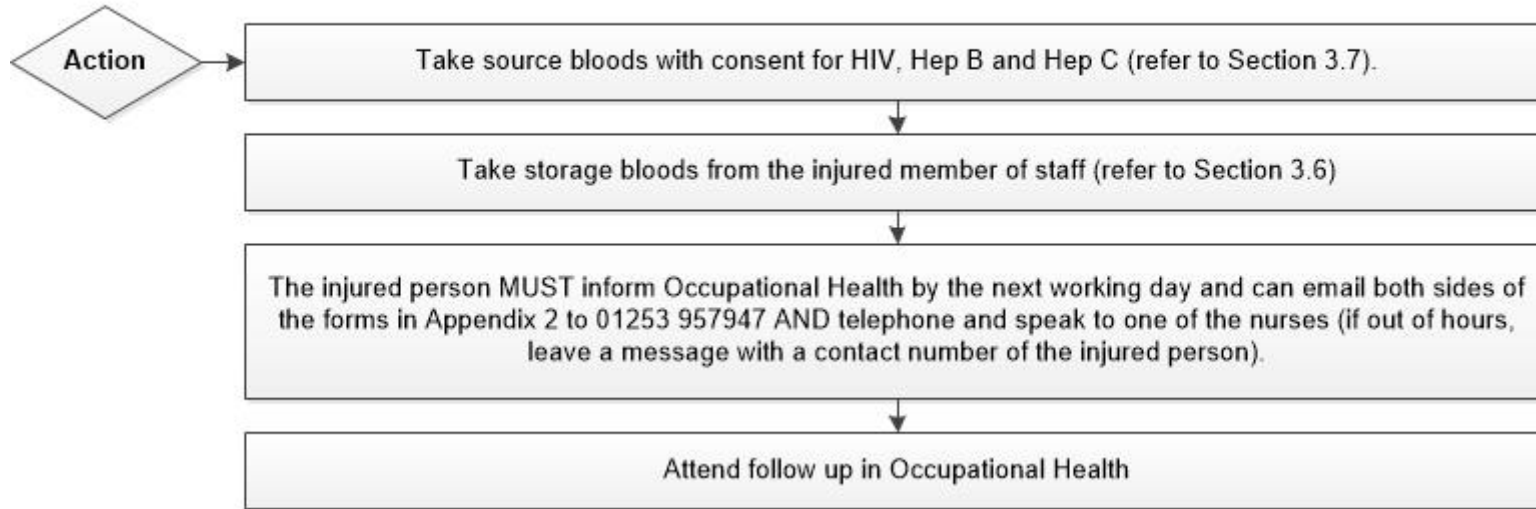 Action
Take source bloods with consent for HIV, Hep B and Hep C (refer to Section 3.7).
Take storage bloods from the injured member of staff (refer to Section 3.6)
The injured person MUST inform Occupational Health by the next working day and can email both sides of
the forms in Appendix 2 to 01253 957947 AND telephone and speak to one of the nurses (if out of hours,
leave a message with a contact number of the injured person).
Attend follow up in Occupational Health